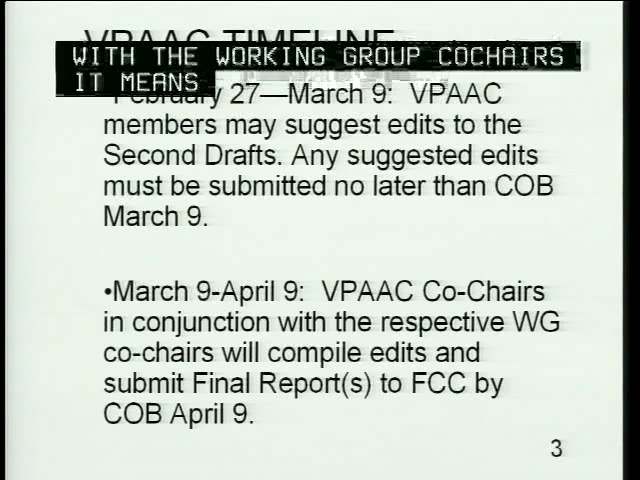 VPAAC TIMELINE
WITH THE WORKING GROUP COCHAIRS
IT MEANS
•February 27—March 9: VPAAC
members may suggest edits to the
Second Drafts. Any suggested edits
must be submitted no later than COB
March 9.
•March 9-April 9: VPAAC Co-Chairs
in conjunction with the respective WG
co-chairs will compile edits and
submit Final Report(s) to FCC by
COB April 9.
3